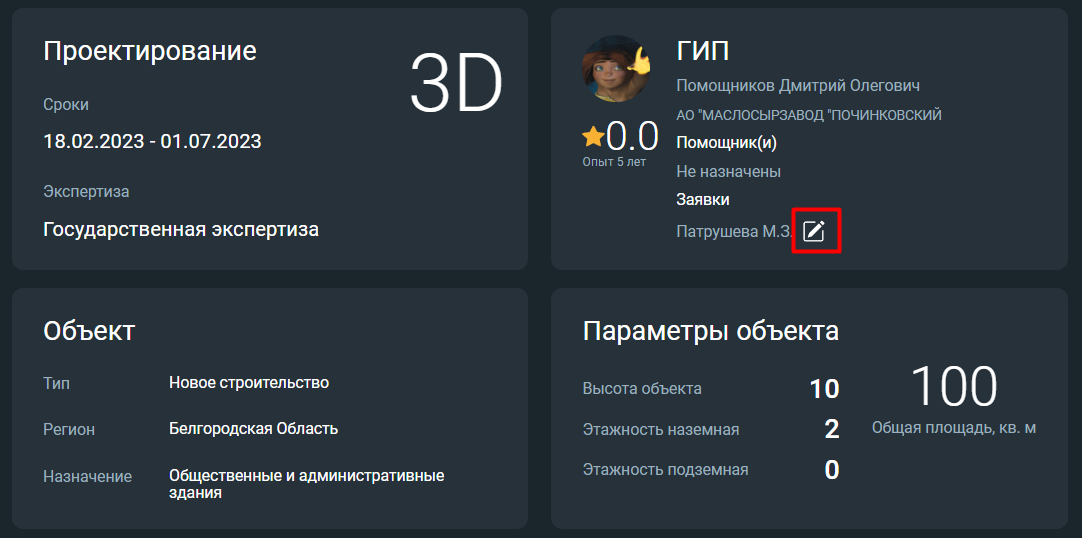 Проектирование
3D
Сроки
18.02.2023 - 01.07.2023
Экспертиза
Государственная экспертиза
ГИП
Помощников Дмитрий Олегович
АО "МАСЛОСЫРЗАВОД "ПОЧИНКОВСКИЙ
0.0
Опыт 5 лет
Помощник(и)
Не назначены
Заявки
Патрушева М.З.
Объект
Тип Новое строительство
Регион Белгородская Область
Назначение Общественные и административные
здания
Параметры объекта
Высота объекта 10
Этажность наземная 2
Этажность подземная 0
100
Общая площадь, кв. м